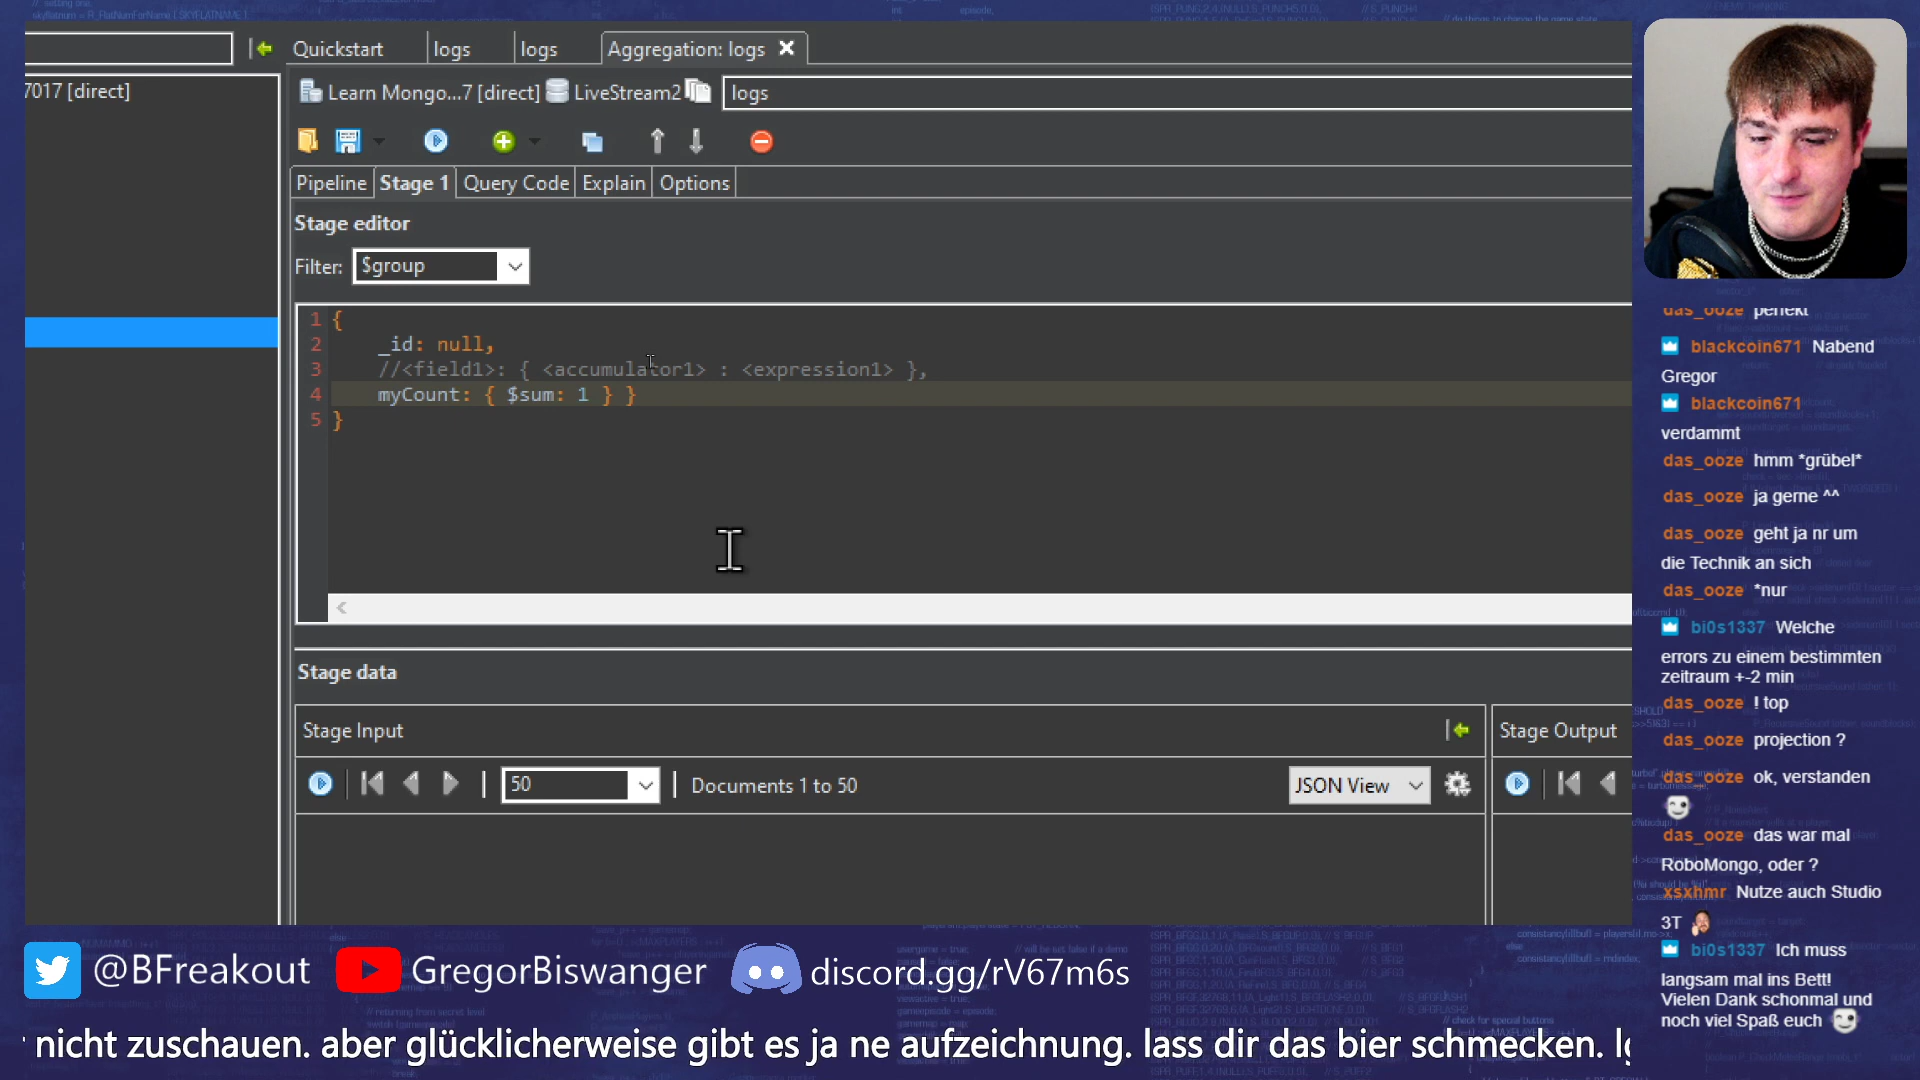 Quickstart
logs
logs
Aggregation: logs
7017 [direct]
Learn Mongo...7 [direct]
LiveStream2
logs
Pipeline
Stage 1
Query Code
Explain
Options
Stage editor
Filter:
$group
1 {
2 _id: null,
3 //<field1>: { <accumulator1> : <expression1> },
4 myCount: { $sum: 1 } }
5 }
Stage data
Stage Input
Stage Output
50
Documents 1 to 50
JSON View
das_ooze perfekt
blackcoin671 Nabend
Gregor
blackcoin671
verdammt
das_ooze hmm *grübel*
das_ooze ja gerne ^^
das_ooze geht ja nr um
die Technik an sich
das_ooze *nur
bi0s1337 Welche
errors zu einem bestimmten
zeitraum +-2 min
das_ooze ! top
das_ooze projection ?
das_ooze ok, verstanden
das_ooze das war mal
RoboMongo, oder ?
xsxhmr Nutze auch Studio
3T
bi0s1337 Ich muss
langsam mal ins Bett!
Vielen Dank schonmal und
noch viel Spaß euch
@BFreakout
GregorBiswanger
discord.gg/rV67m6s
nicht zuschauen. aber glücklicherweise gibt es ja ne aufzeichnung. lass dir das bier schmecken.